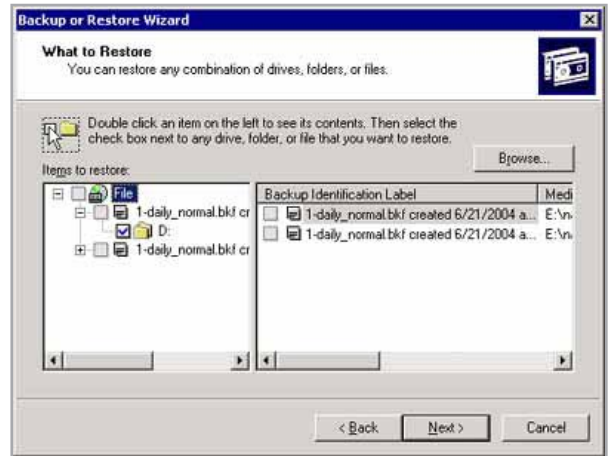 Backup or Restore Wizard
What to Restore
You can restore any combination of drives, folders, or files.
Double click an item on the left to see its contents. Then select the
check box next to any drive, folder, or file that you want to restore.
Browse...
Items to restore:
File
1-daily_normal.bkf cr
D:
1-daily_normal.bkf cr
Backup Identification Label Medi
1-daily_normal.bkf created 6/21/2004 a... E:\n
1-daily_normal.bkf created 6/21/2004 a... E:\n
< Back Next > Cancel